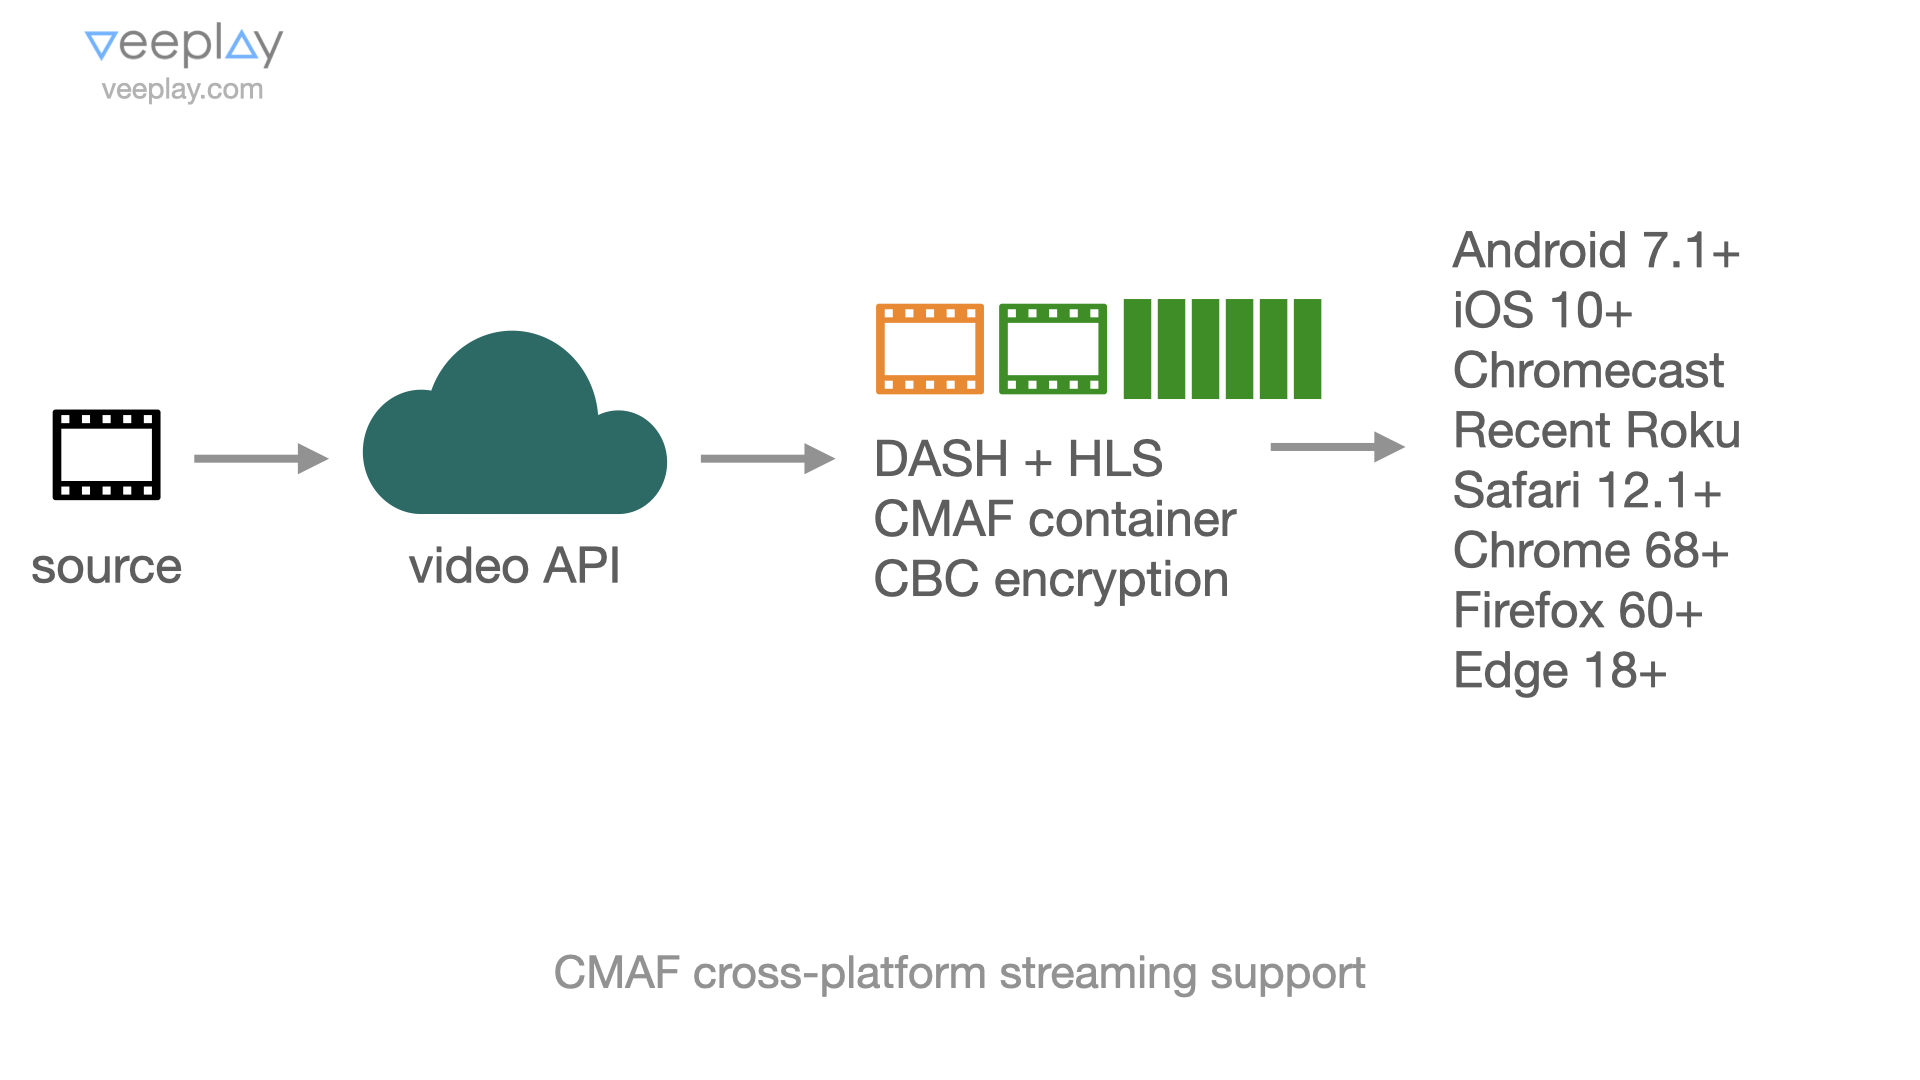 veeplay
veeplay.com
source
video API
DASH + HLS
CMAF container
CBC encryption
Android 7.1+
iOS 10+
Chromecast
Recent Roku
Safari 12.1+
Chrome 68+
Firefox 60+
Edge 18+
CMAF cross-platform streaming support